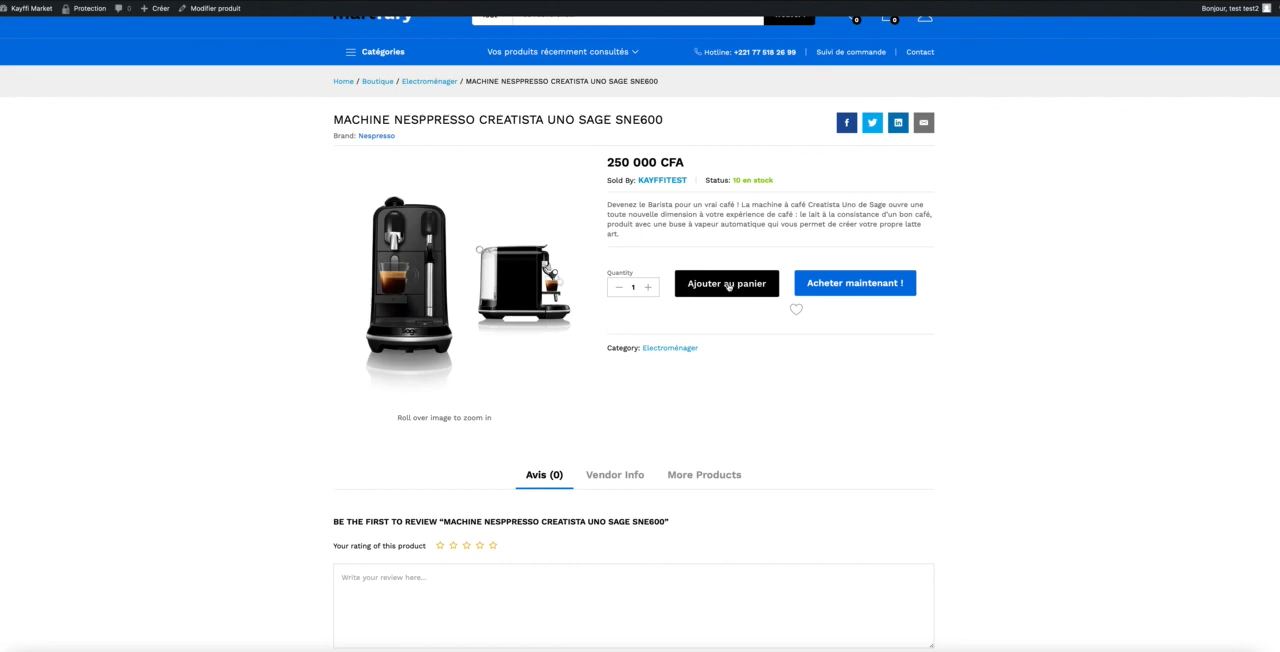 Kayffi Market Protection 0 Créer Modifier produit Bonjour, test test2
0 0
Catégories Vos produits récemment consultés Hotline: +221 77 518 26 99 | Suivi de commande | Contact
Home / Boutique / Electroménager / MACHINE NESPPRESSO CREATISTA UNO SAGE SNE600
MACHINE NESPPRESSO CREATISTA UNO SAGE SNE600
Brand: Nespresso
250 000 CFA
Sold By: KAYFFITEST Status: 10 en stock
Devenez le Barista pour un vrai café ! La machine à café Creatista Uno de Sage ouvre une
toute nouvelle dimension à votre expérience de café : le lait à la consistance d'un bon café,
produit avec une buse à vapeur automatique qui vous permet de créer votre propre latte
art.
Quantity
1
Ajouter au panier
Acheter maintenant !
Category: Electroménager
Roll over image to zoom in
Avis (0) Vendor Info More Products
BE THE FIRST TO REVIEW “MACHINE NESPPRESSO CREATISTA UNO SAGE SNE600”
Your rating of this product
Write your review here...